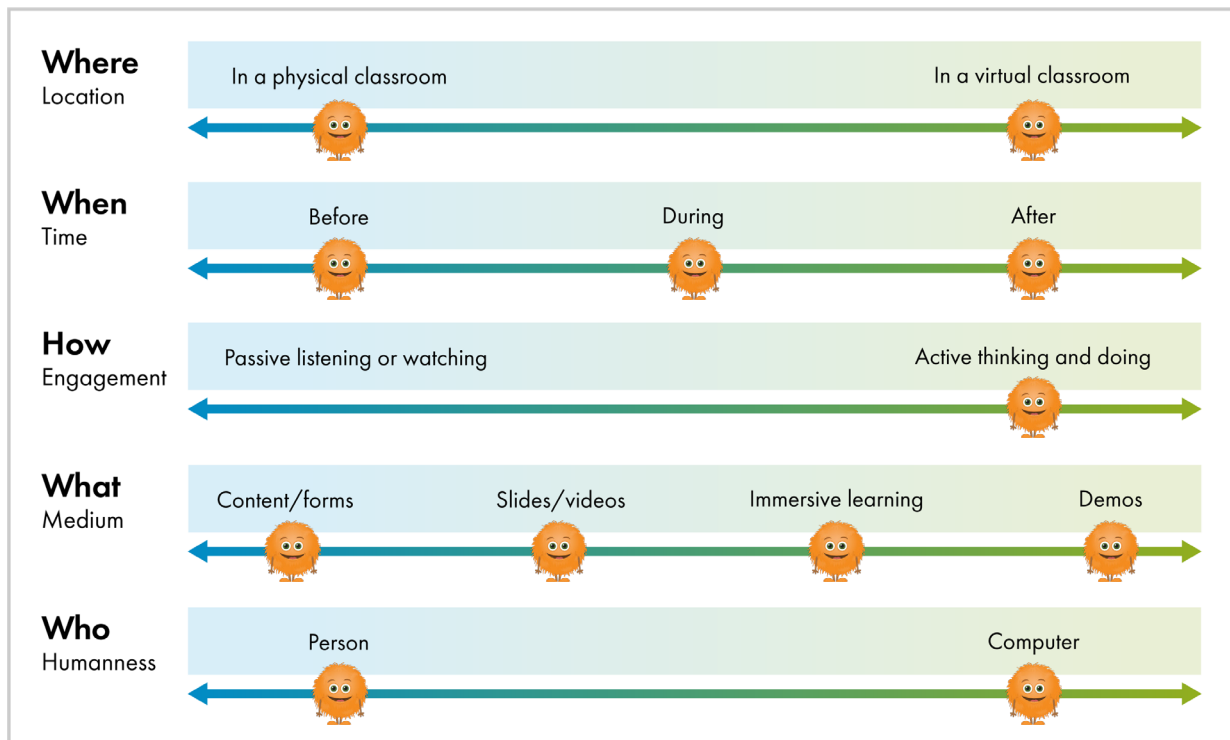 Where
Location
In a physical classroom
In a virtual classroom
When
Time
Before
During
After
How
Engagement
Passive listening or watching
Active thinking and doing
What
Medium
Content/forms
Slides/videos
Immersive learning
Demos
Who
Humanness
Person
Computer